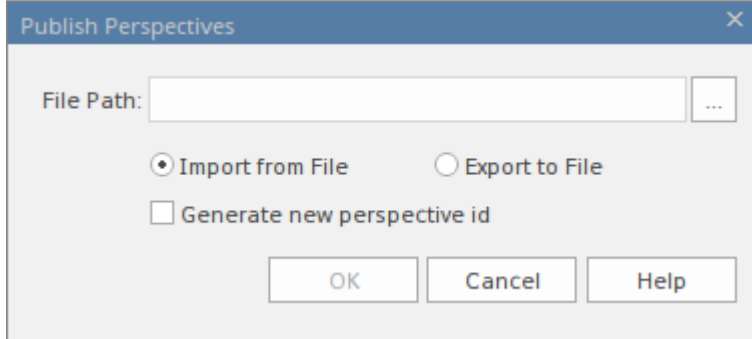 Publish Perspectives
File Path:
...
Import from File
Export to File
Generate new perspective id
OK
Cancel
Help